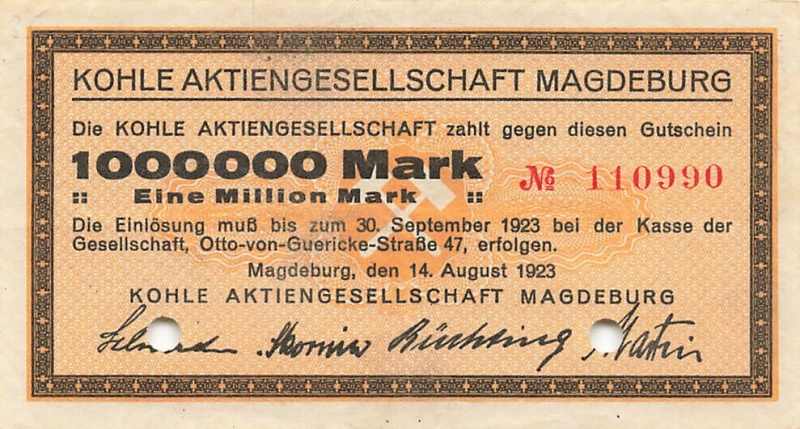 KOHLE AKTIENGESELLSCHAFT MAGDEBURG
Die KOHLE AKTIENGESELLSCHAFT zahlt gegen diesen Gutschein
1000000 Mark
№ 110990
:: Eine Million Mark ::
Die Einlösung muß bis zum 30. September 1923 bei der Kasse der
Gesellschaft, Otto-von-Guericke-Straße 47, erfolgen.
Magdeburg, den 14. August 1923
KOHLE AKTIENGESELLSCHAFT MAGDEBURG
Büchting